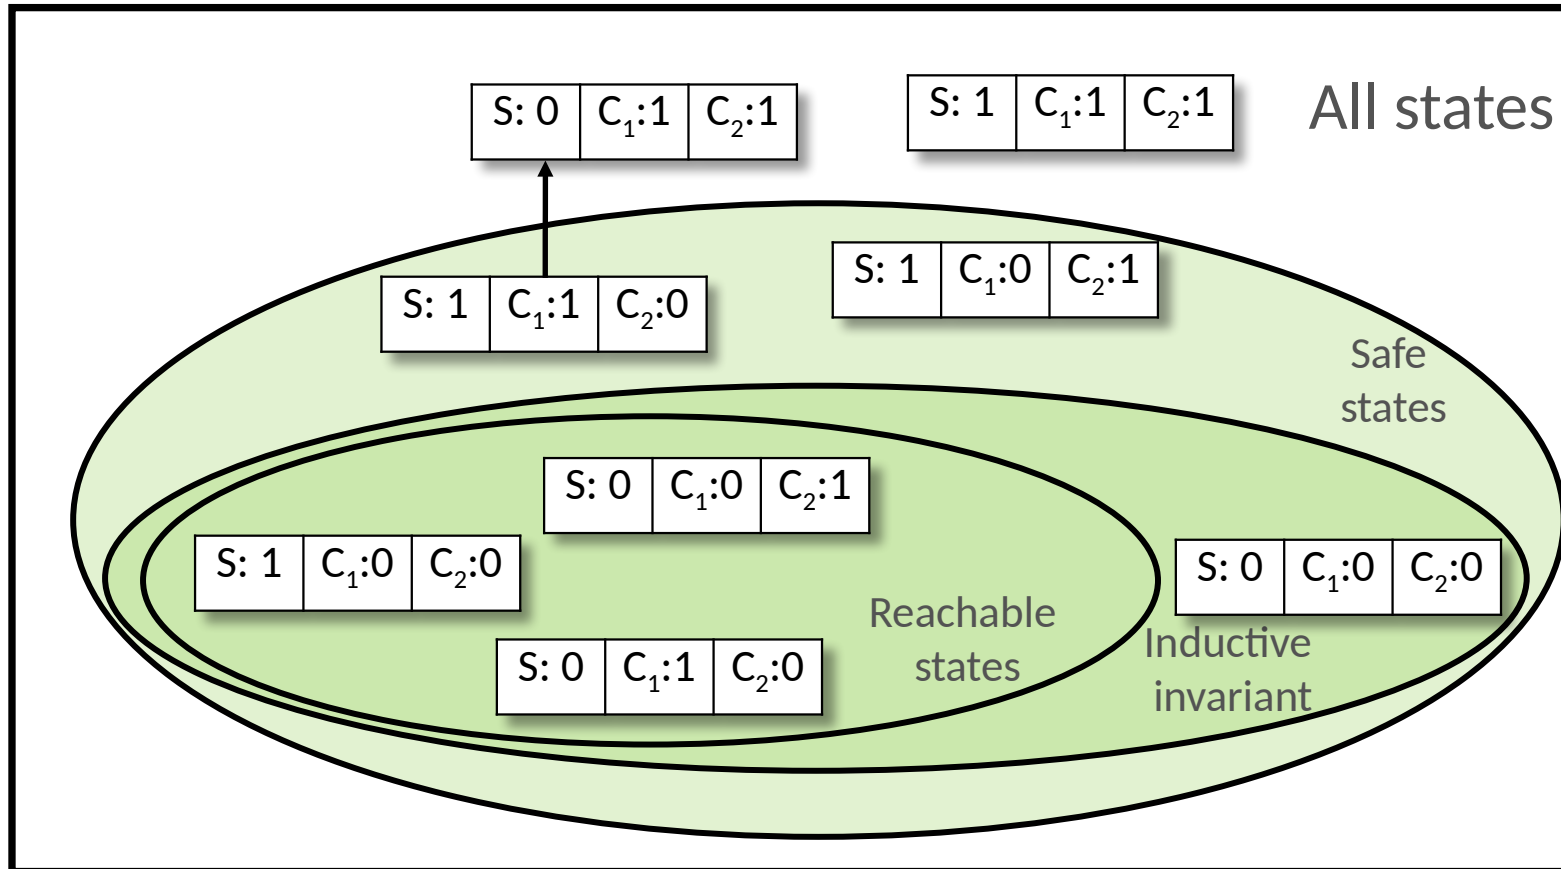 All states
S: 0 C₁:1 C₂:1
S: 1 C₁:1 C₂:1
S: 1 C₁:0 C₂:1
S: 1 C₁:1 C₂:0
Safe
states
S: 0 C₁:0 C₂:1
S: 1 C₁:0 C₂:0
S: 0 C₁:0 C₂:0
Reachable
states
Inductive
invariant
S: 0 C₁:1 C₂:0